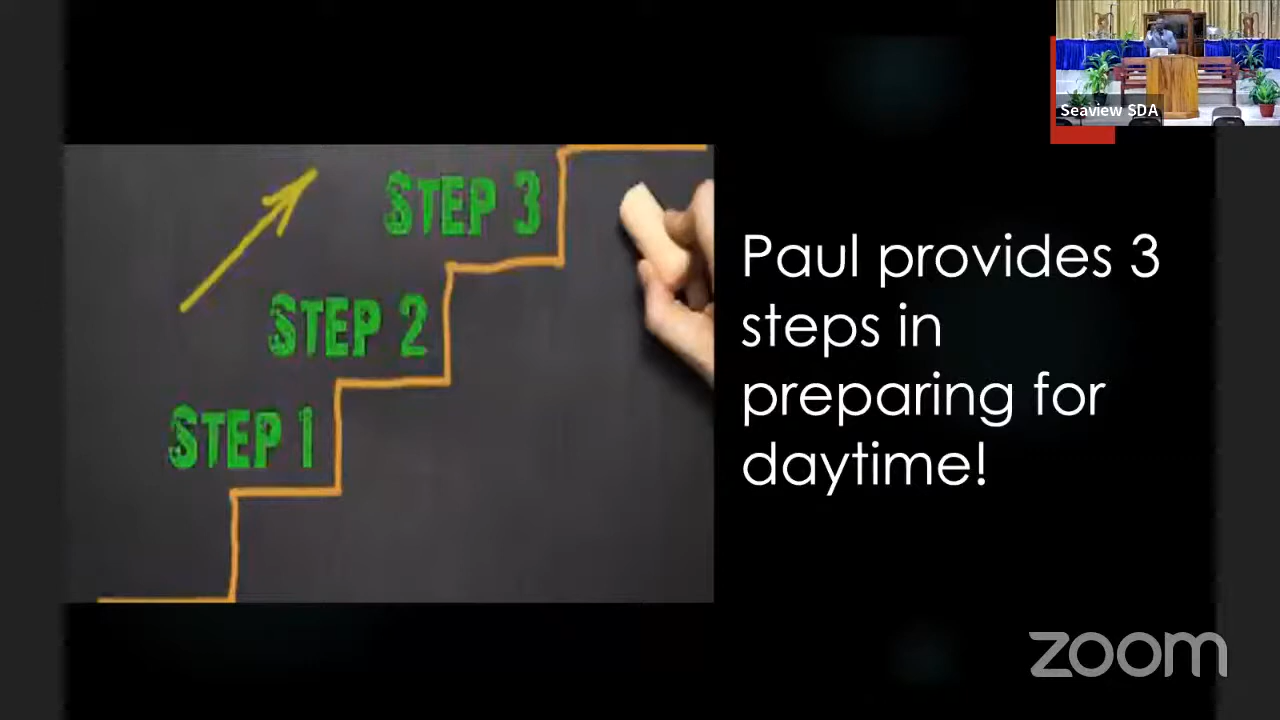 Seaview SDA
STEP 3
STEP 2
STEP 1
Paul provides 3
steps in
preparing for
daytime!
zoom